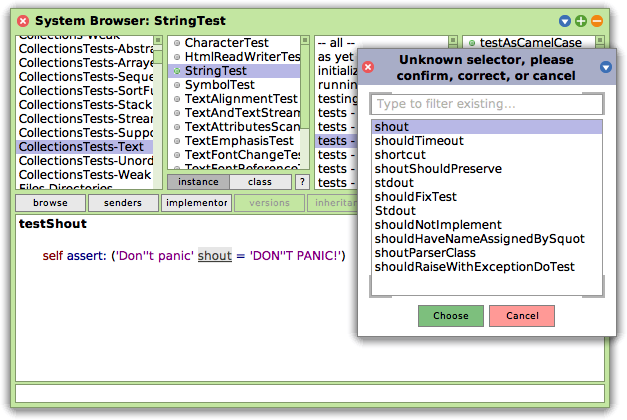 System Browser: StringTest
Collections-Weak
CollectionsTests-Abstra
CollectionsTests-Arraye
CollectionsTests-Seque
CollectionsTests-SortFu
CollectionsTests-Stack
CollectionsTests-Strear
CollectionsTests-Suppo
CollectionsTests-Text
CollectionsTests-Unord
CollectionsTests-Weak
Files-Directories
CharacterTest
HtmlReadWriterTes
StringTest
SymbolTest
TextAlignmentTest
TextAndTextStream
TextAttributesScan
TextEmphasisTest
TextFontChangeTes
TextFontReferenceT
instance
class
?
-- all --
as yet
initializ
runnin
testing
tests -
tests -
tests -
tests -
tests -
tests -
testAsCamelCase
browse
senders
implementor
versions
inheritan
testShout
self assert: ('Don''t panic' shout = 'DON''T PANIC!')
Unknown selector, please
confirm, correct, or cancel
Type to filter existing...
shout
shouldTimeout
shortcut
shoutShouldPreserve
stdout
shouldFixTest
Stdout
shouldNotImplement
shouldHaveNameAssignedBySquot
shoutParserClass
shouldRaiseWithExceptionDoTest
Choose
Cancel